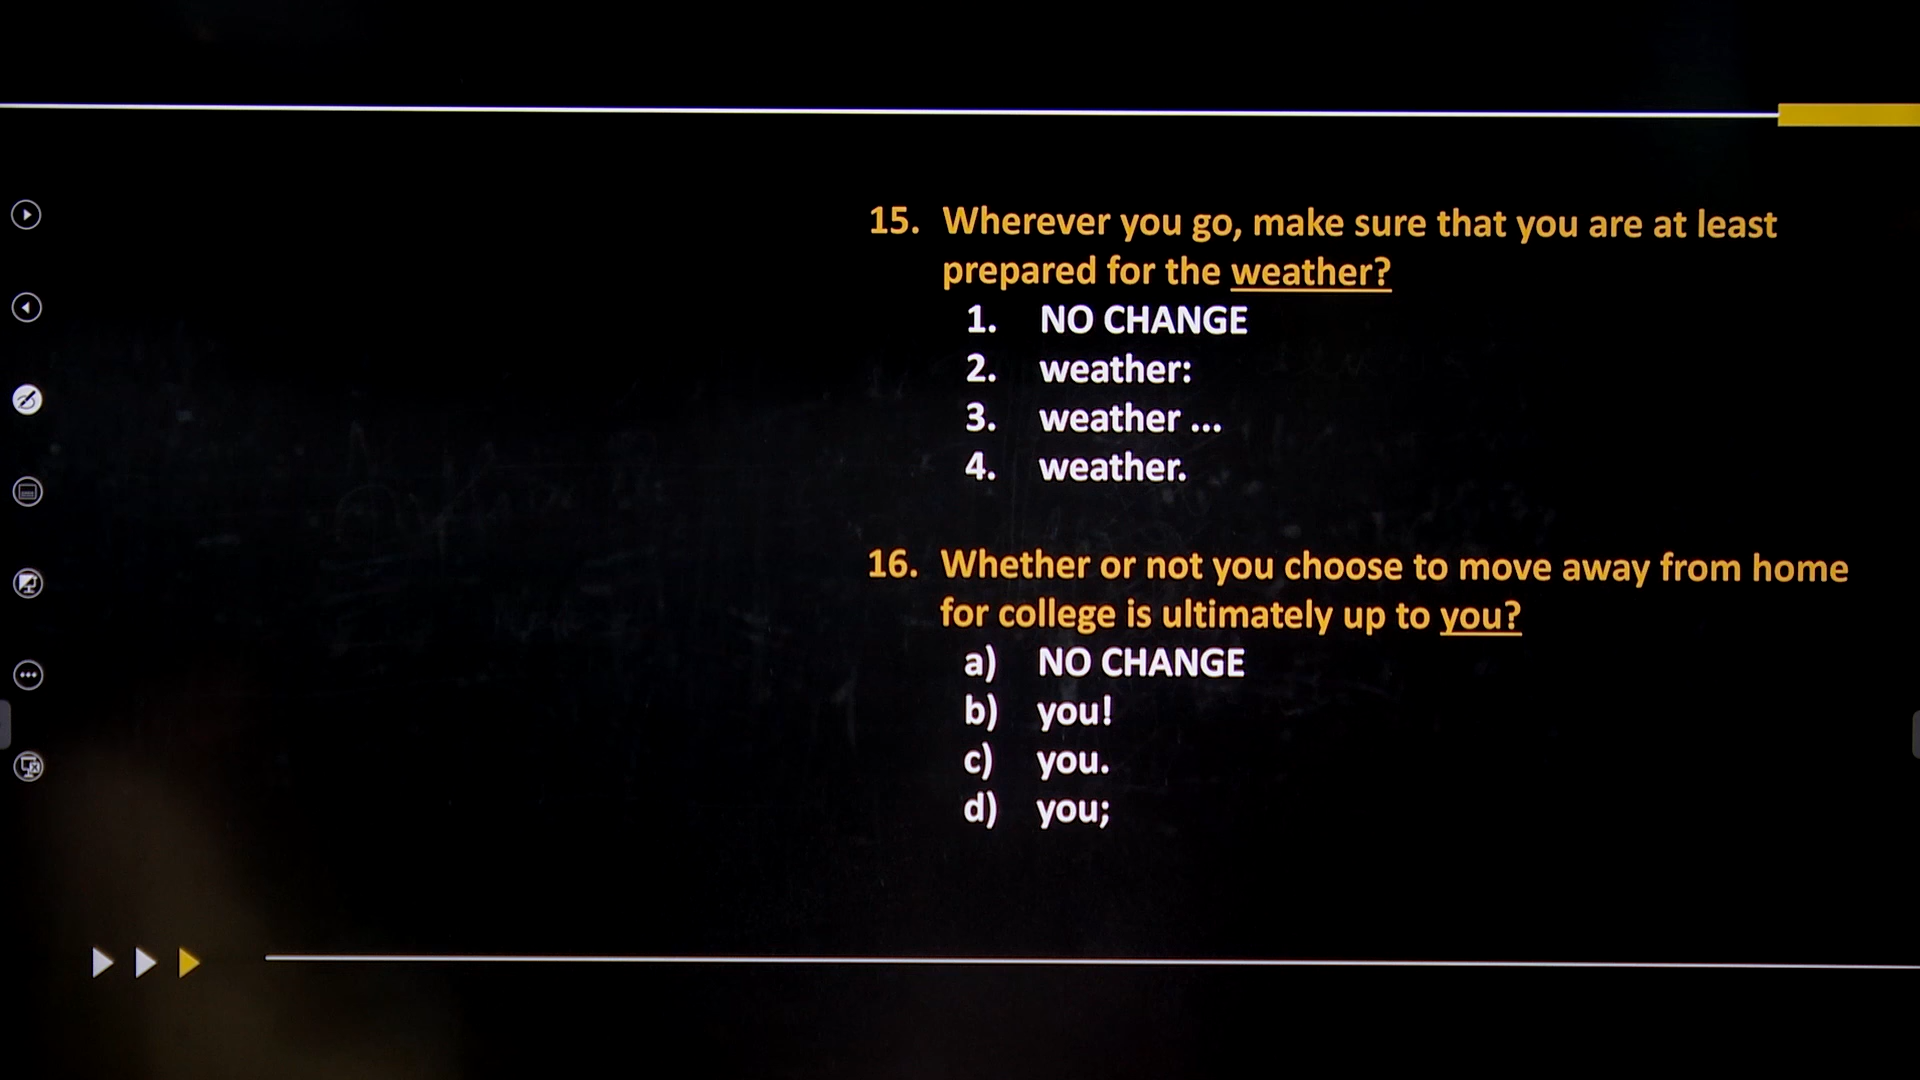 15. Wherever you go, make sure that you are at least
prepared for the weather?
1. NO CHANGE
2. weather:
3. weather ...
4. weather.
16. Whether or not you choose to move away from home
for college is ultimately up to you?
a) NO CHANGE
b) you!
c) you.
d) you;